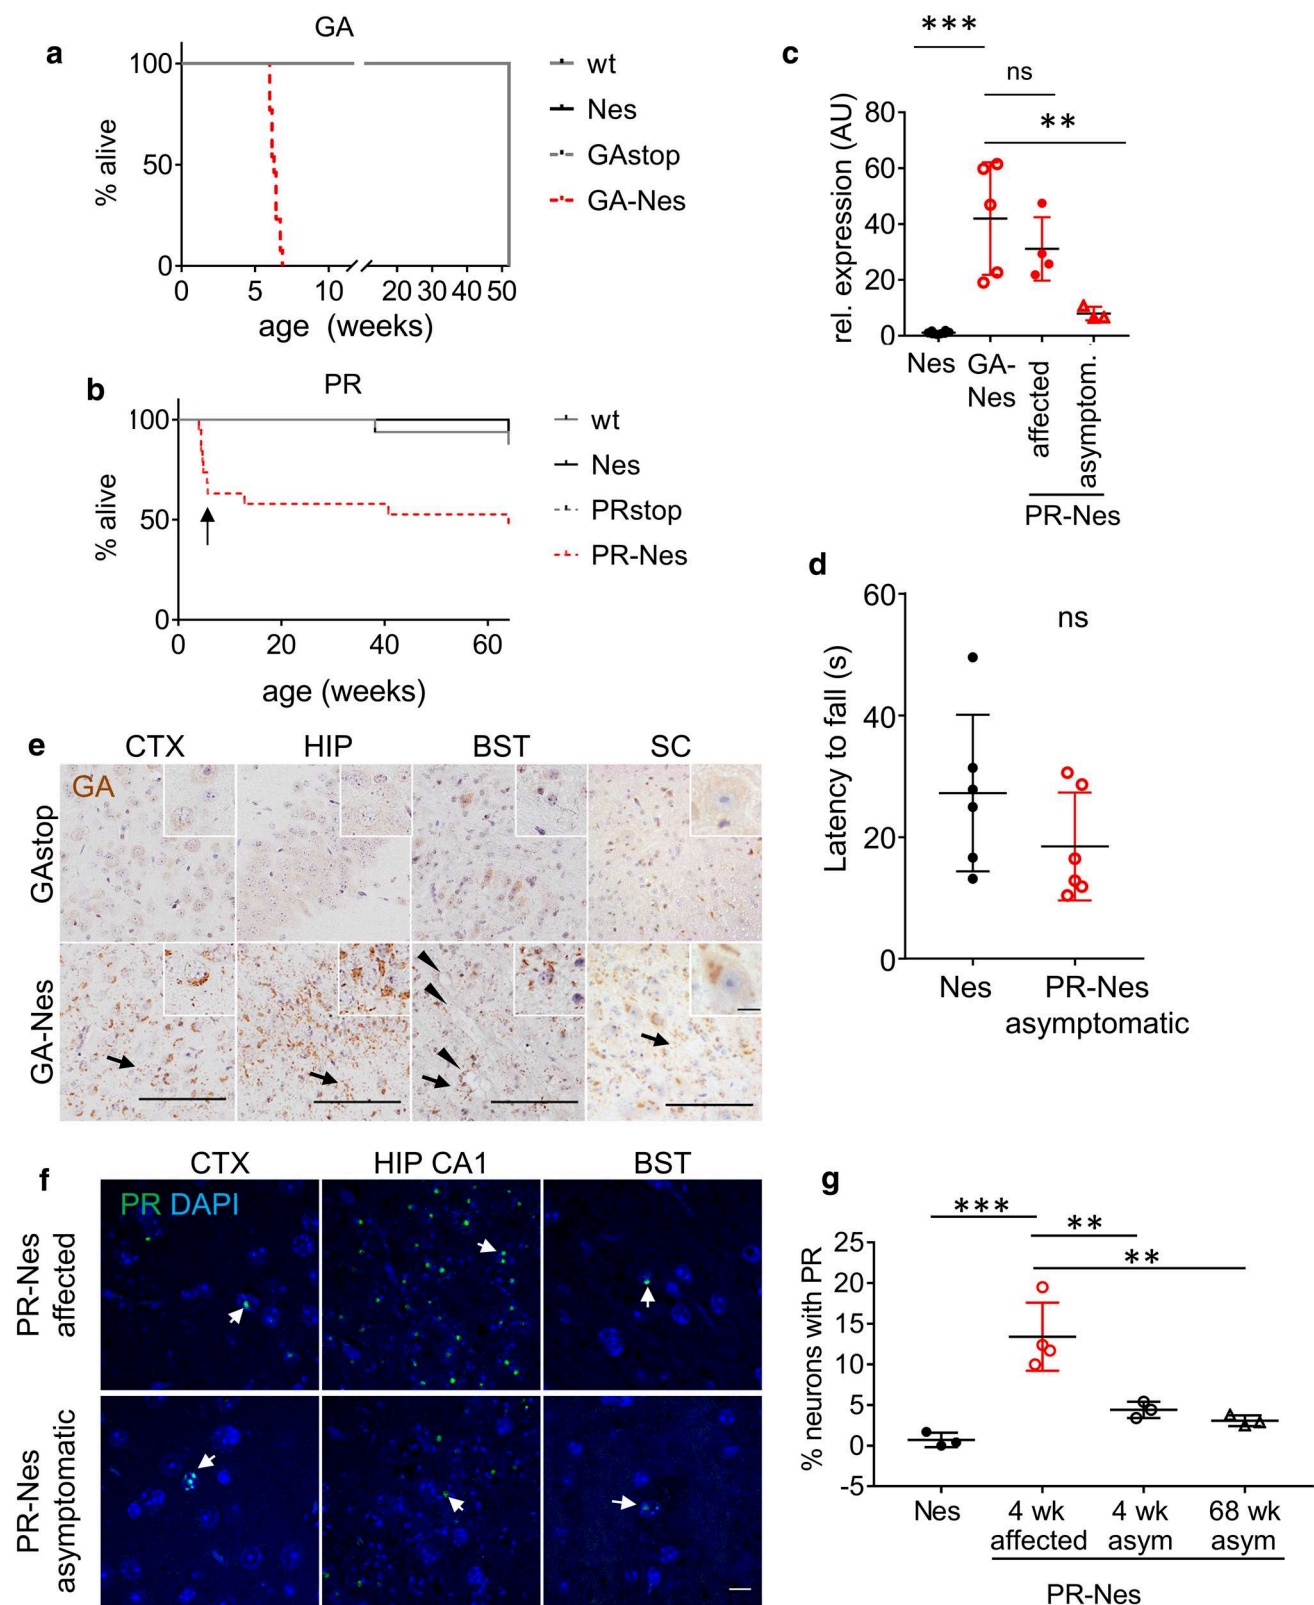 a
GA
100
50
0
% alive
0 5 10 20 30 40 50
age (weeks)
wt
Nes
GAstop
GA-Nes
b
PR
100
50
0
% alive
0 20 40 60
age (weeks)
wt
Nes
PRstop
PR-Nes
c
***
ns
**
80
60
40
20
0
rel. expression (AU)
Nes
GA-
Nes
affected
asymptom.
PR-Nes
d
60
40
20
0
Latency to fall (s)
ns
Nes
PR-Nes
asymptomatic
e
CTX HIP BST SC
GA
GAstop
GA-Nes
f
CTX HIP CA1 BST
PR DAPI
PR-Nes
affected
PR-Nes
asymptomatic
g
***
**
**
25
20
15
10
5
0
-5
% neurons with PR
Nes
4 wk
affected
4 wk
asym
68 wk
asym
PR-Nes